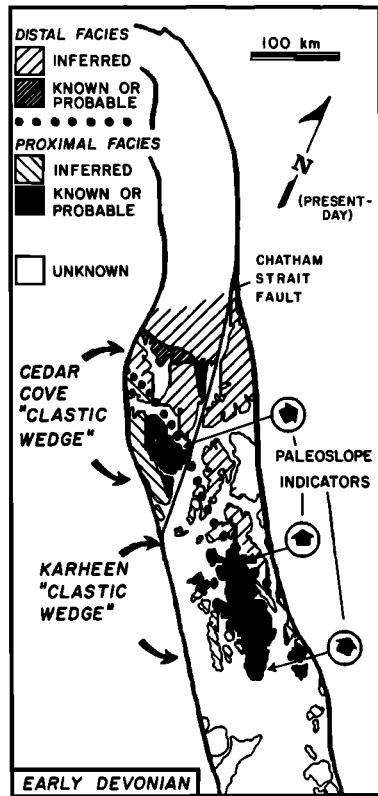 DISTAL FACIES
INFERRED
KNOWN OR
PROBABLE
PROXIMAL FACIES
INFERRED
KNOWN OR
PROBABLE
UNKNOWN
100 km
N
(PRESENT-
DAY)
CHATHAM
STRAIT
FAULT
CEDAR
COVE
"CLASTIC
WEDGE"
PALEOSLOPE
INDICATORS
KARHEEN
"CLASTIC
WEDGE"
EARLY DEVONIAN